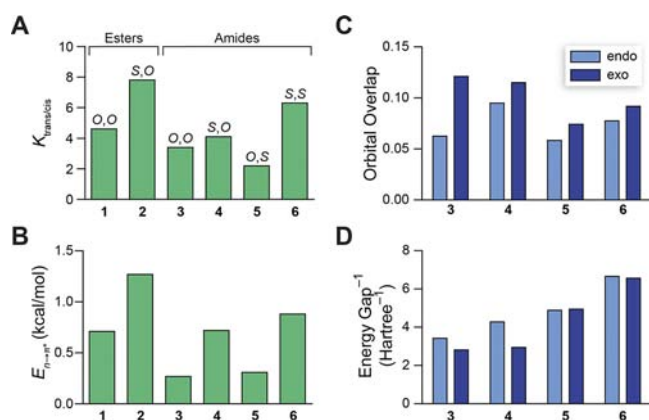 A
Esters
Amides
K trans/cis
10
8
6
4
2
0
O,O
S,O
O,O
S,O
O,S
S,S
1 2 3 4 5 6
B
E n→π* (kcal/mol)
1.5
1.0
0.5
0.0
1 2 3 4 5 6
C
endo
exo
Orbital Overlap
0.15
0.10
0.05
0.00
3 4 5 6
D
Energy Gap⁻¹
(Hartree⁻¹)
8
6
4
2
0
3 4 5 6